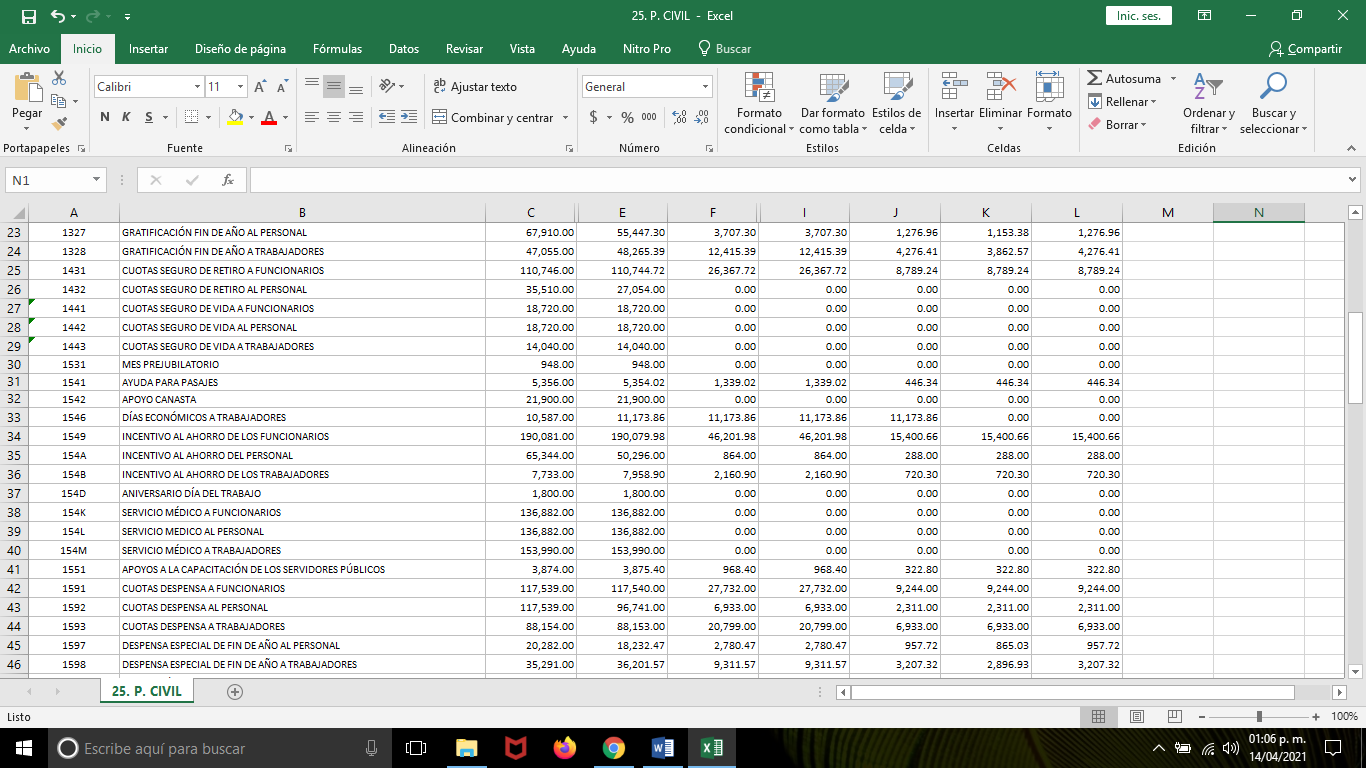 25. P. CIVIL - Excel
Inic. ses.
Archivo Inicio Insertar Diseño de página Fórmulas Datos Revisar Vista Ayuda Nitro Pro Buscar Compartir
Pegar
Calibri 11
N K S
Ajustar texto
Combinar y centrar
General
$ % 000
Formato condicional
Dar formato como tabla
Estilos de celda
Insertar Eliminar Formato
Autosuma
Rellenar
Borrar
Ordenar y filtrar
Buscar y seleccionar
Portapapeles Fuente Alineación Número Estilos Celdas Edición
N1 fx
A B C E F I J K L M N
23 1327 GRATIFICACIÓN FIN DE AÑO AL PERSONAL 67,910.00 55,447.30 3,707.30 3,707.30 1,276.96 1,153.38 1,276.96
24 1328 GRATIFICACIÓN FIN DE AÑO A TRABAJADORES 47,055.00 48,265.39 12,415.39 12,415.39 4,276.41 3,862.57 4,276.41
25 1431 CUOTAS SEGURO DE RETIRO A FUNCIONARIOS 110,746.00 110,744.72 26,367.72 26,367.72 8,789.24 8,789.24 8,789.24
26 1432 CUOTAS SEGURO DE RETIRO AL PERSONAL 35,510.00 27,054.00 0.00 0.00 0.00 0.00 0.00
27 1441 CUOTAS SEGURO DE VIDA A FUNCIONARIOS 18,720.00 18,720.00 0.00 0.00 0.00 0.00 0.00
28 1442 CUOTAS SEGURO DE VIDA AL PERSONAL 18,720.00 18,720.00 0.00 0.00 0.00 0.00 0.00
29 1443 CUOTAS SEGURO DE VIDA A TRABAJADORES 14,040.00 14,040.00 0.00 0.00 0.00 0.00 0.00
30 1531 MES PREJUBILATORIO 948.00 948.00 0.00 0.00 0.00 0.00 0.00
31 1541 AYUDA PARA PASAJES 5,356.00 5,354.02 1,339.02 1,339.02 446.34 446.34 446.34
32 1542 APOYO CANASTA 21,900.00 21,900.00 0.00 0.00 0.00 0.00 0.00
33 1546 DÍAS ECONÓMICOS A TRABAJADORES 10,587.00 11,173.86 11,173.86 11,173.86 11,173.86 0.00 0.00
34 1549 INCENTIVO AL AHORRO DE LOS FUNCIONARIOS 190,081.00 190,079.98 46,201.98 46,201.98 15,400.66 15,400.66 15,400.66
35 154A INCENTIVO AL AHORRO DEL PERSONAL 65,344.00 50,296.00 864.00 864.00 288.00 288.00 288.00
36 154B INCENTIVO AL AHORRO DE LOS TRABAJADORES 7,733.00 7,958.90 2,160.90 2,160.90 720.30 720.30 720.30
37 154D ANIVERSARIO DÍA DEL TRABAJO 1,800.00 1,800.00 0.00 0.00 0.00 0.00 0.00
38 154K SERVICIO MÉDICO A FUNCIONARIOS 136,882.00 136,882.00 0.00 0.00 0.00 0.00 0.00
39 154L SERVICIO MEDICO AL PERSONAL 136,882.00 136,882.00 0.00 0.00 0.00 0.00 0.00
40 154M SERVICIO MÉDICO A TRABAJADORES 153,990.00 153,990.00 0.00 0.00 0.00 0.00 0.00
41 1551 APOYOS A LA CAPACITACIÓN DE LOS SERVIDORES PÚBLICOS 3,874.00 3,875.40 968.40 968.40 322.80 322.80 322.80
42 1591 CUOTAS DESPENSA A FUNCIONARIOS 117,539.00 117,540.00 27,732.00 27,732.00 9,244.00 9,244.00 9,244.00
43 1592 CUOTAS DESPENSA AL PERSONAL 117,539.00 96,741.00 6,933.00 6,933.00 2,311.00 2,311.00 2,311.00
44 1593 CUOTAS DESPENSA A TRABAJADORES 88,154.00 88,153.00 20,799.00 20,799.00 6,933.00 6,933.00 6,933.00
45 1597 DESPENSA ESPECIAL DE FIN DE AÑO AL PERSONAL 20,282.00 18,232.47 2,780.47 2,780.47 957.72 865.03 957.72
46 1598 DESPENSA ESPECIAL DE FIN DE AÑO A TRABAJADORES 35,291.00 36,201.57 9,311.57 9,311.57 3,207.32 2,896.93 3,207.32
25. P. CIVIL
Listo 100%
Escribe aquí para buscar
01:06 p. m.
14/04/2021